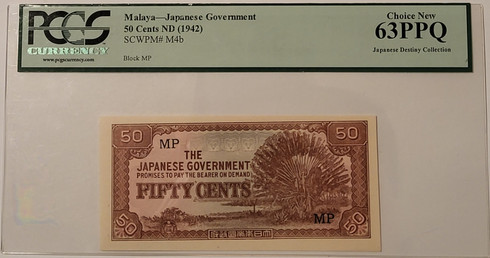 PCGS
CURRENCY
www.pcgscurrency.com
Malaya—Japanese Government
50 Cents ND (1942)
SCWPM# M4b
Block MP
Choice New
63PPQ
Japanese Destiny Collection
50
50
MP
THE
JAPANESE GOVERNMENT
PROMISES TO PAY THE BEARER ON DEMAND
FIFTY CENTS
MP
50
50